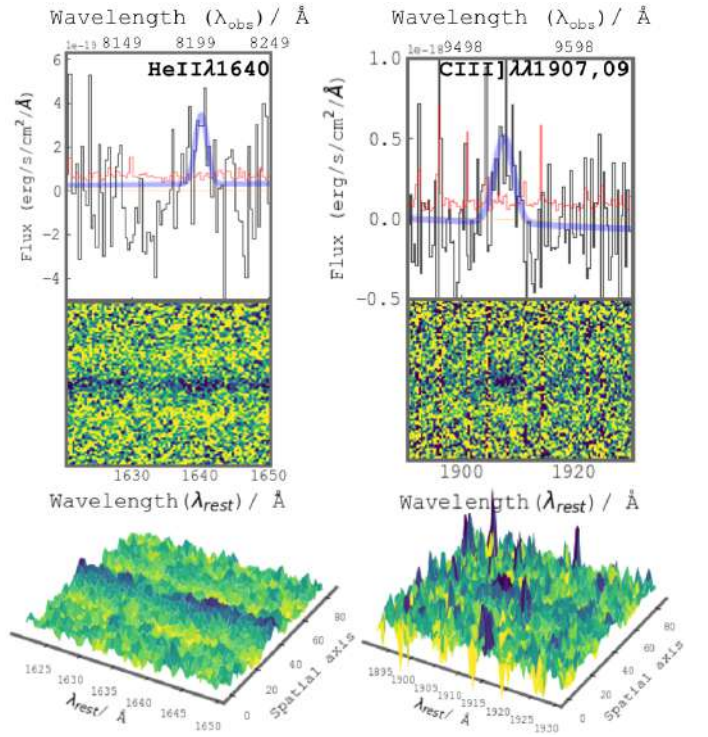 Wavelength (λobs)/ Å
1e-19 8149 8199 8249
HeIIλ1640
6
4
2
0
−2
−4
Flux (erg/s/cm²/Å)
1630 1640 1650
Wavelength(λrest)/ Å
1625 1630 1635 1640 1645 1650
λrest/ Å
0 20 40 60 80
Spatial axis
Wavelength (λobs)/ Å
1e-18 9498 9598
CIII]λλ1907,09
1.0
0.5
0.0
−0.5
Flux (erg/s/cm²/Å)
1900 1920
Wavelength(λrest)/ Å
1895 1900 1905 1910 1915 1920 1925 1930
λrest/ Å
0 20 40 60 80
Spatial axis